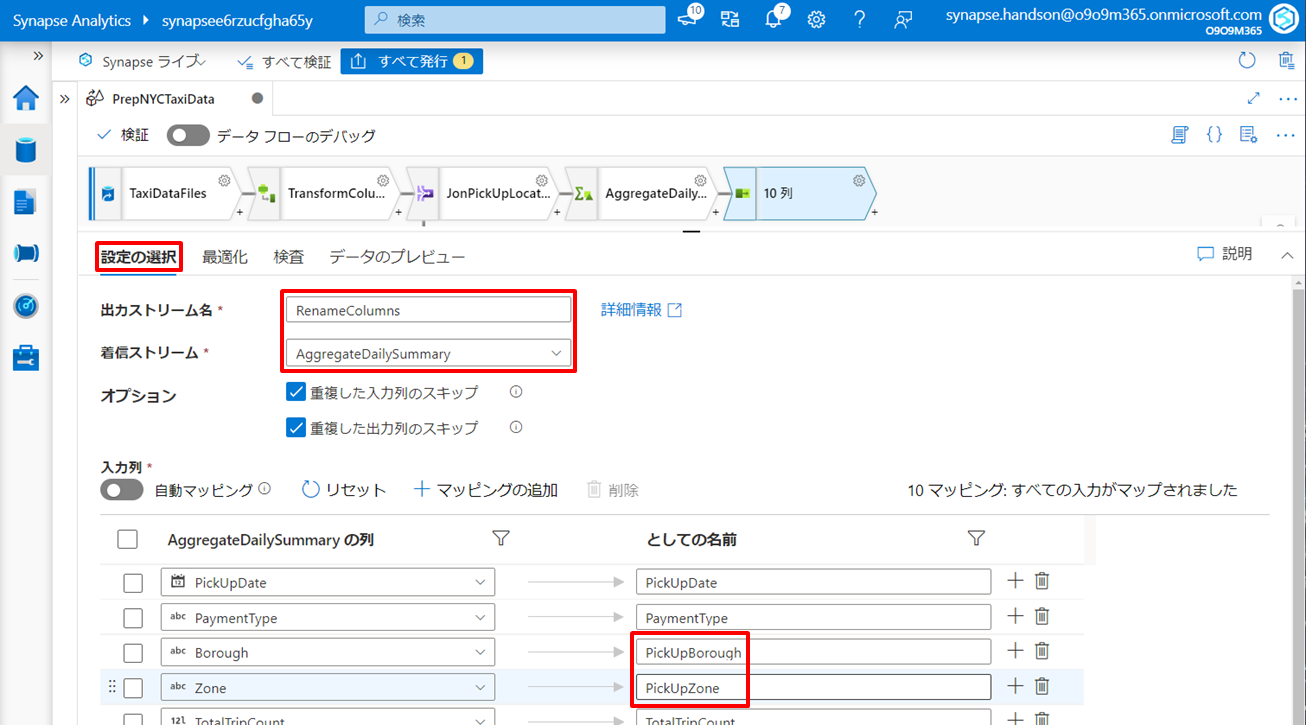 Synapse Analytics synapsee6rzucfgha65y 検索 10 7 synapse.handson@o9o9m365.onmicrosoft.com
O9O9M365
Synapse ライブ すべて検証 すべて発行 1
PrepNYCTaxiData
検証 データ フローのデバッグ
TaxiDataFiles TransformColu... JonPickUpLocat... AggregateDaily... 10 列
設定の選択 最適化 検査 データのプレビュー 説明
出力ストリーム名 * RenameColumns 詳細情報
着信ストリーム * AggregateDailySummary
オプション 重複した入力列のスキップ
重複した出力列のスキップ
入力列 *
自動マッピング リセット マッピングの追加 削除 10 マッピング: すべての入力がマップされました
AggregateDailySummary の列 としての名前
12 PickUpDate PickUpDate
abc PaymentType PaymentType
abc Borough PickUpBorough
abc Zone PickUpZone
12l TotalTripCount TotalTripCount